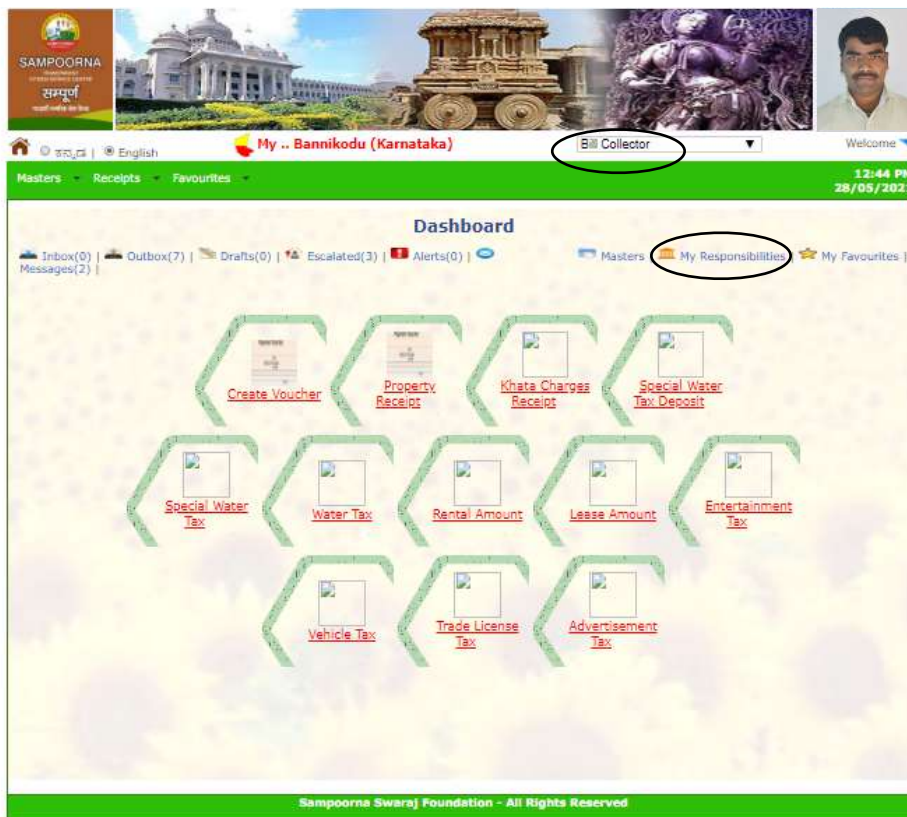 SAMPOORNA
सम्पूर्ण
ಕನ್ನಡ | English
My .. Bannikodu (Karnataka)
Bill Collector
Welcome
Masters Receipts Favourites
12:44 PM
28/05/202
Dashboard
Inbox(0) | Outbox(7) | Drafts(0) | Escalated(3) | Alerts(0) |
Messages(2) |
Masters | My Responsibilities | My Favourites |
Create Voucher
Property
Receipt
Khata Charges
Receipt
Special Water
Tax Deposit
Special Water
Tax
Water Tax
Rental Amount
Lease Amount
Entertainment
Tax
Vehicle Tax
Trade License
Tax
Advertisement
Tax
Sampoorna Swaraj Foundation - All Rights Reserved